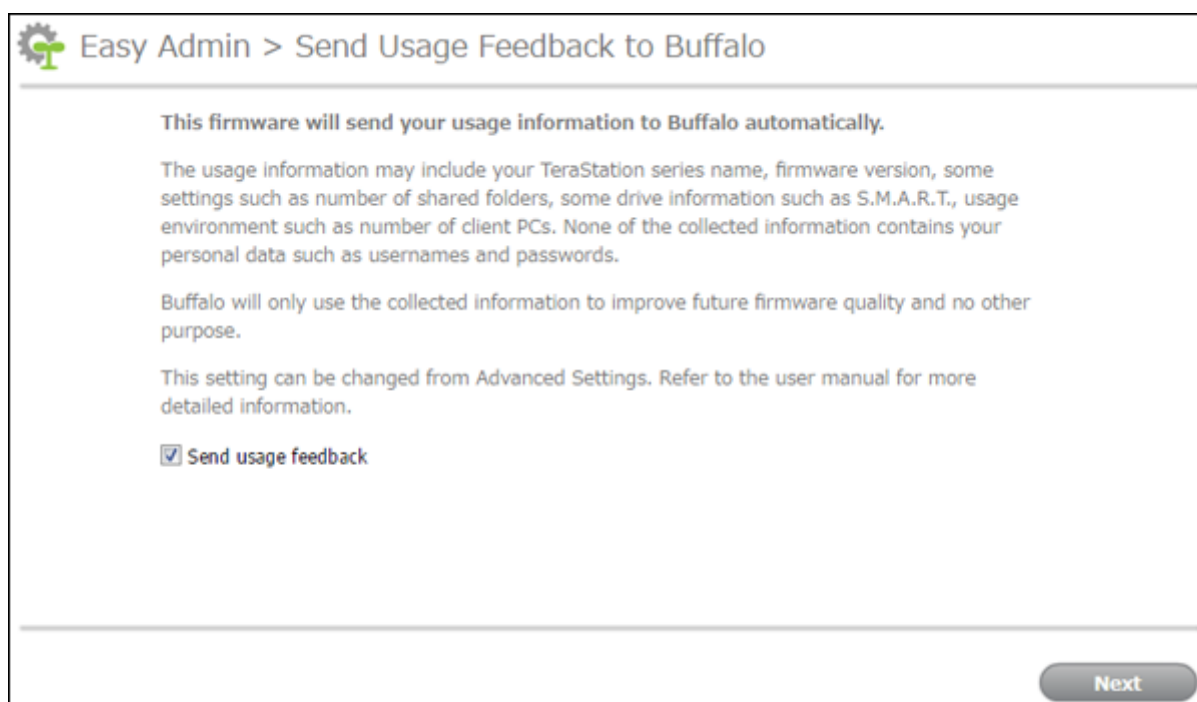 Easy Admin > Send Usage Feedback to Buffalo
This firmware will send your usage information to Buffalo automatically.
The usage information may include your TeraStation series name, firmware version, some
settings such as number of shared folders, some drive information such as S.M.A.R.T., usage
environment such as number of client PCs. None of the collected information contains your
personal data such as usernames and passwords.
Buffalo will only use the collected information to improve future firmware quality and no other
purpose.
This setting can be changed from Advanced Settings. Refer to the user manual for more
detailed information.
Send usage feedback
Next